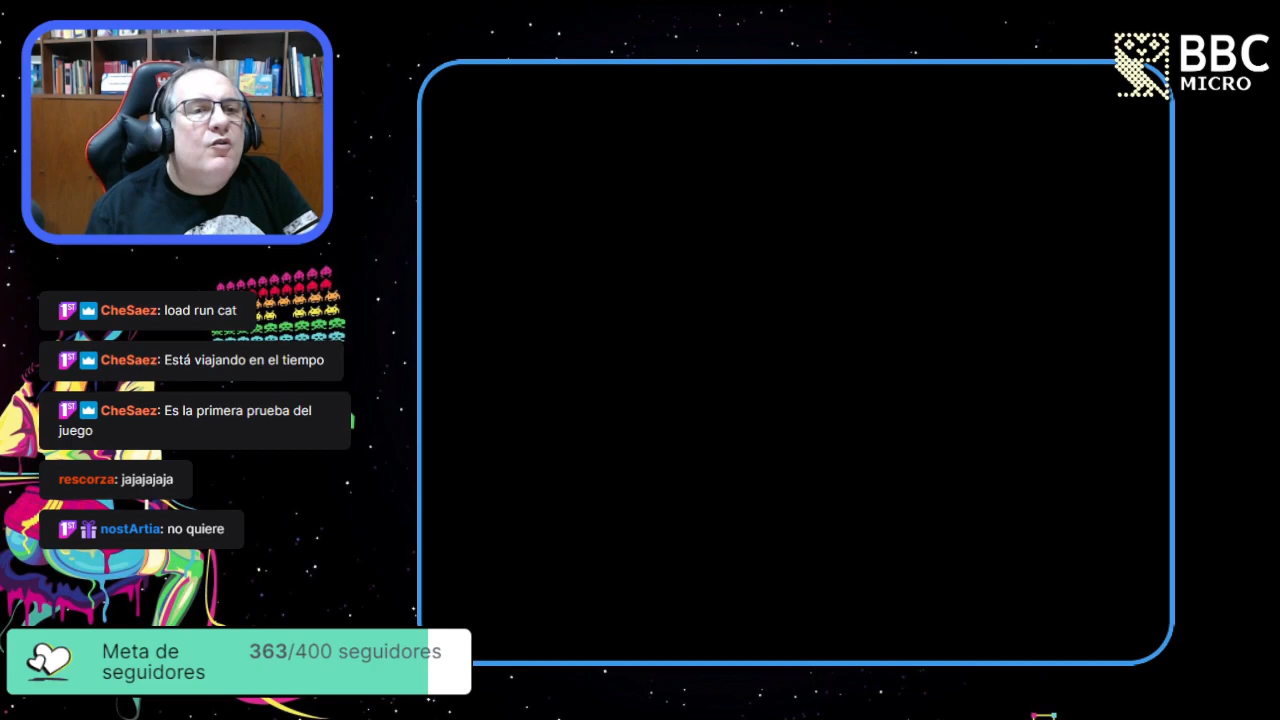 BBC
MICRO
CheSaez: load run cat
CheSaez: Está viajando en el tiempo
CheSaez: Es la primera prueba del
juego
rescorza: jajajajaja
nostArtia: no quiere
Meta de
seguidores
363/400 seguidores